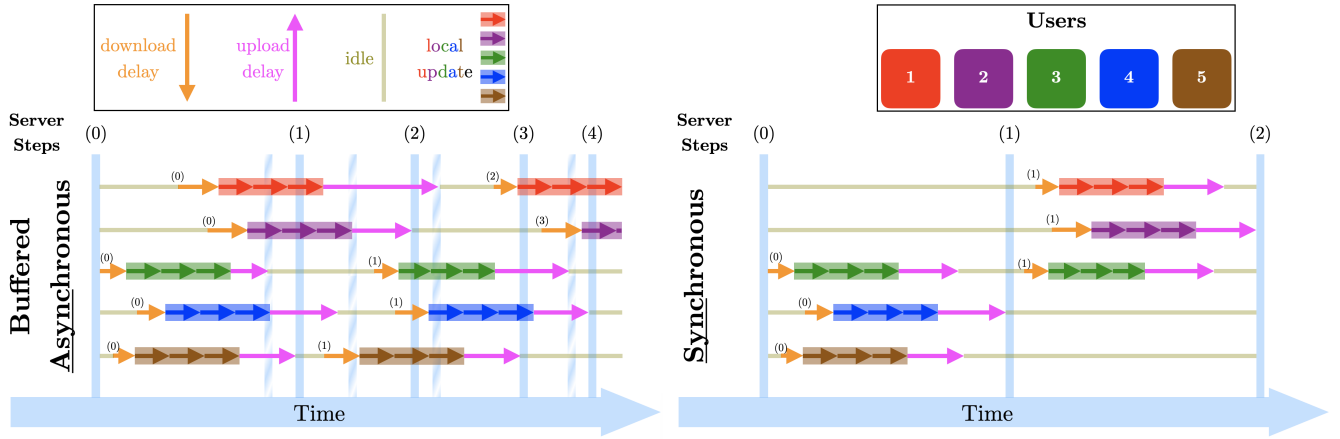 download
delay
upload
delay
idle
local
update
Users
1 2 3 4 5
Server
Steps
(0) (1) (2) (3) (4)
Buffered
Asynchronous
(0) (2)
(0) (3)
(0) (1)
(0) (1)
(0) (1)
Time
Server
Steps
(0) (1) (2)
Synchronous
(1)
(1)
(0) (1)
(0)
(0)
Time